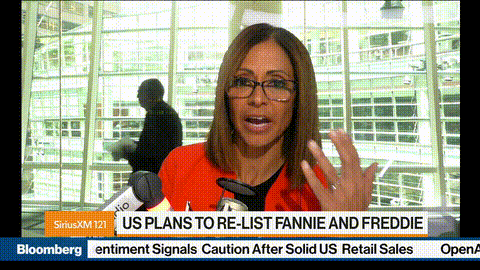 SiriusXM 121
US PLANS TO RE-LIST FANNIE AND FREDDIE
Bloomberg
entiment Signals Caution After Solid US Retail Sales
OpenA